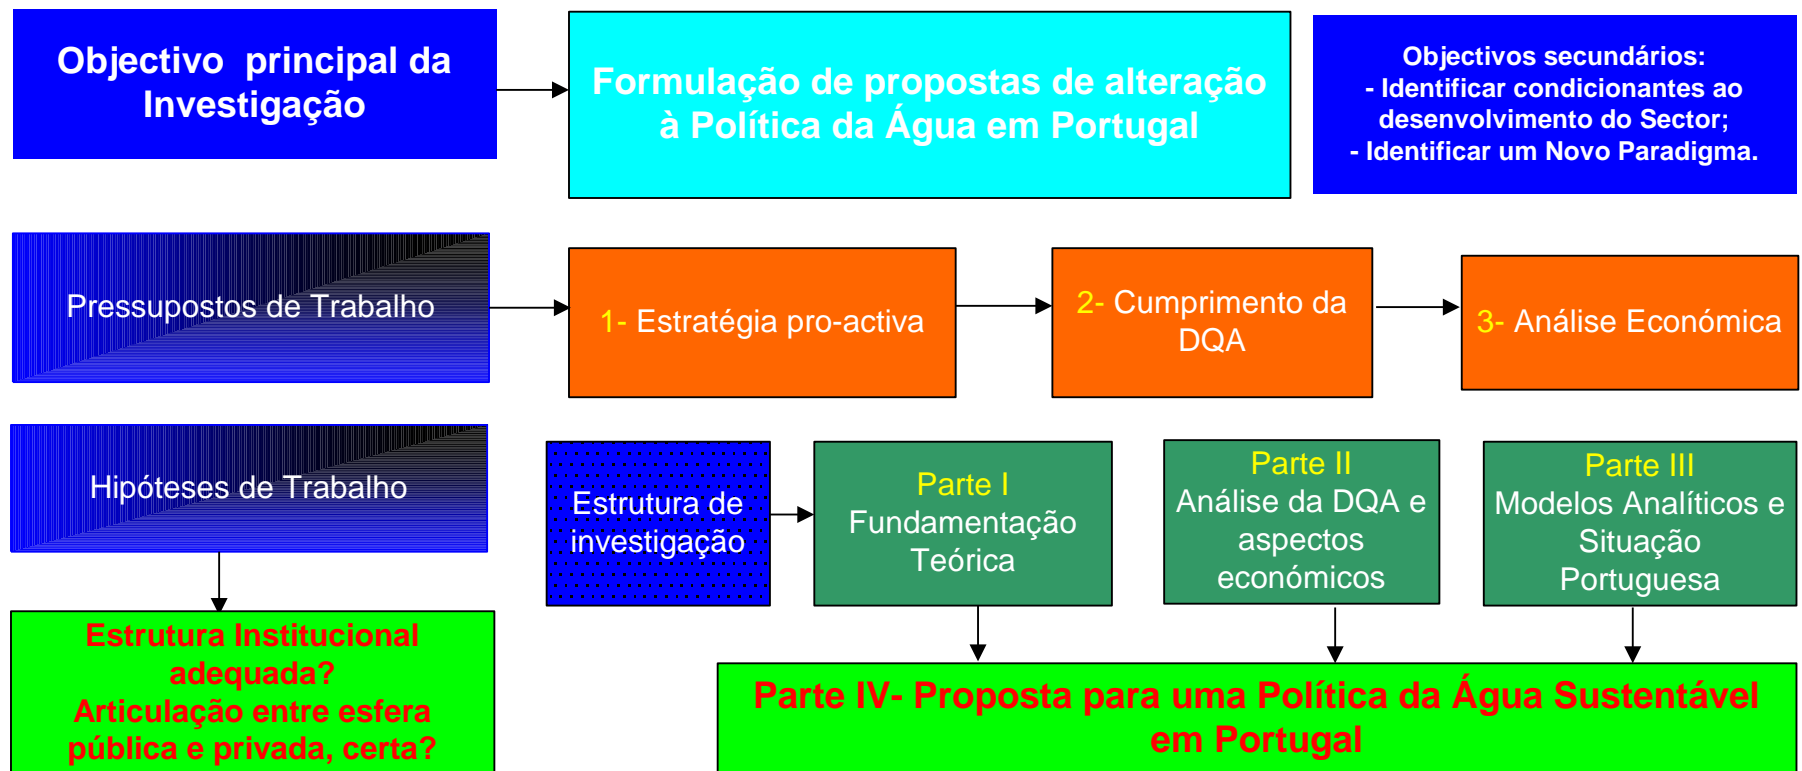 Objectivo principal da
Investigação
Formulação de propostas de alteração
à Política da Água em Portugal
Objectivos secundários:
- Identificar condicionantes ao
desenvolvimento do Sector;
- Identificar um Novo Paradigma.
Pressupostos de Trabalho
1- Estratégia pro-activa
2- Cumprimento da
DQA
3- Análise Económica
Hipóteses de Trabalho
Estrutura de
investigação
Parte I
Fundamentação
Teórica
Parte II
Análise da DQA e
aspectos
económicos
Parte III
Modelos Analíticos e
Situação
Portuguesa
Estrutura Institucional
adequada?
Articulação entre esfera
pública e privada, certa?
Parte IV- Proposta para uma Política da Água Sustentável
em Portugal